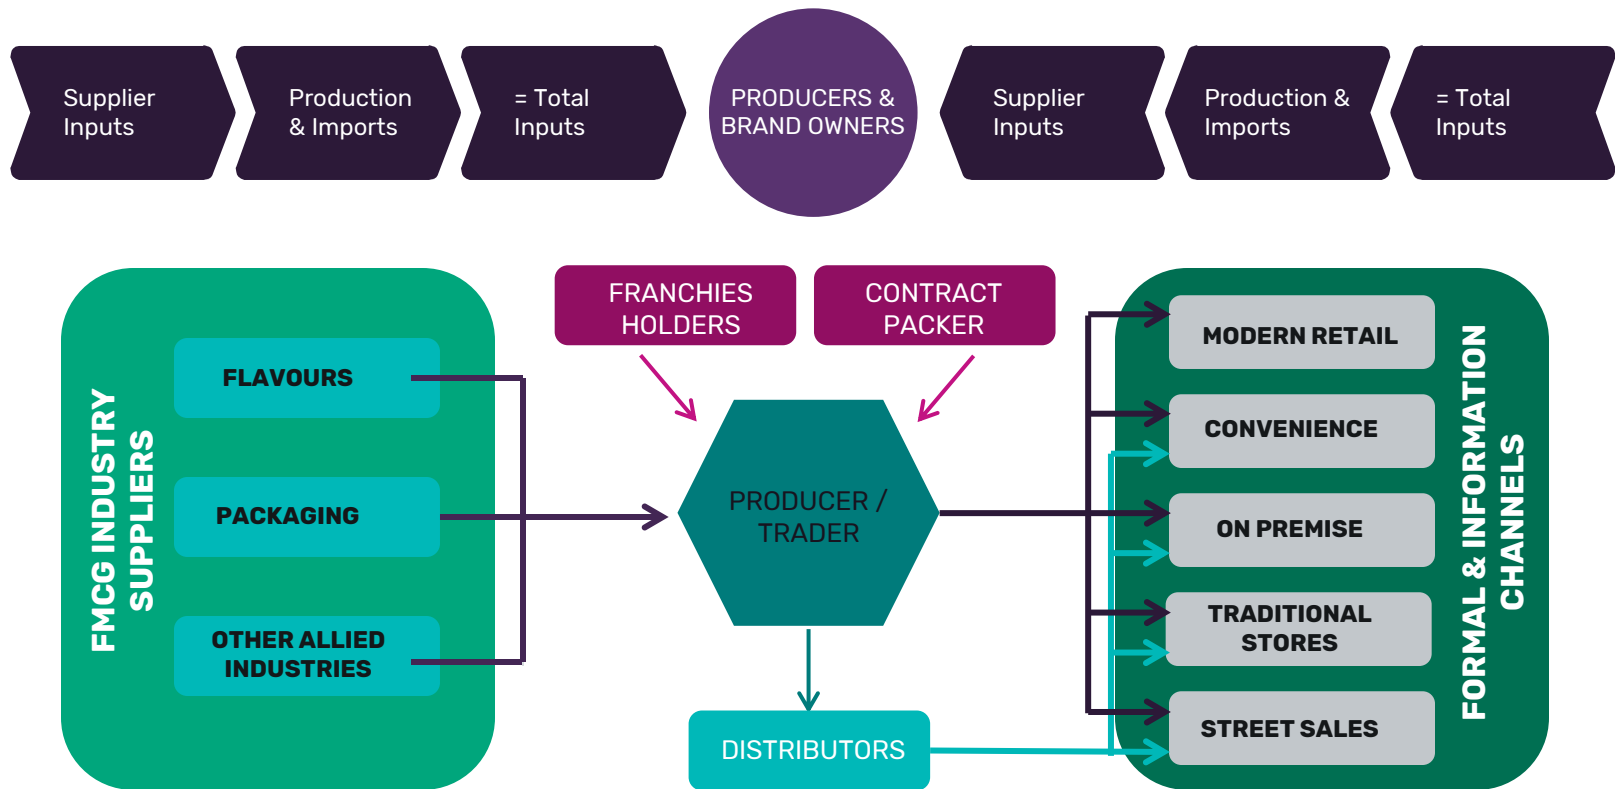 Supplier
Inputs
Production
& Imports
= Total
Inputs
PRODUCERS &
BRAND OWNERS
Supplier
Inputs
Production &
Imports
= Total
Inputs
FMCG INDUSTRY
SUPPLIERS
FLAVOURS
PACKAGING
OTHER ALLIED
INDUSTRIES
FRANCHIES
HOLDERS
CONTRACT
PACKER
PRODUCER /
TRADER
DISTRIBUTORS
MODERN RETAIL
CONVENIENCE
ON PREMISE
TRADITIONAL
STORES
STREET SALES
FORMAL & INFORMATION
CHANNELS